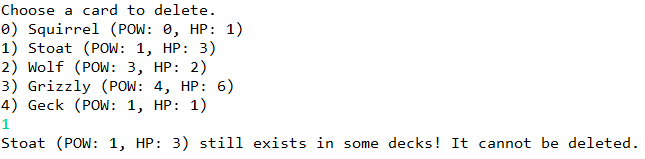 Choose a card to delete.
0) Squirrel (POW: 0, HP: 1)
1) Stoat (POW: 1, HP: 3)
2) Wolf (POW: 3, HP: 2)
3) Grizzly (POW: 4, HP: 6)
4) Geck (POW: 1, HP: 1)
1
Stoat (POW: 1, HP: 3) still exists in some decks! It cannot be deleted.